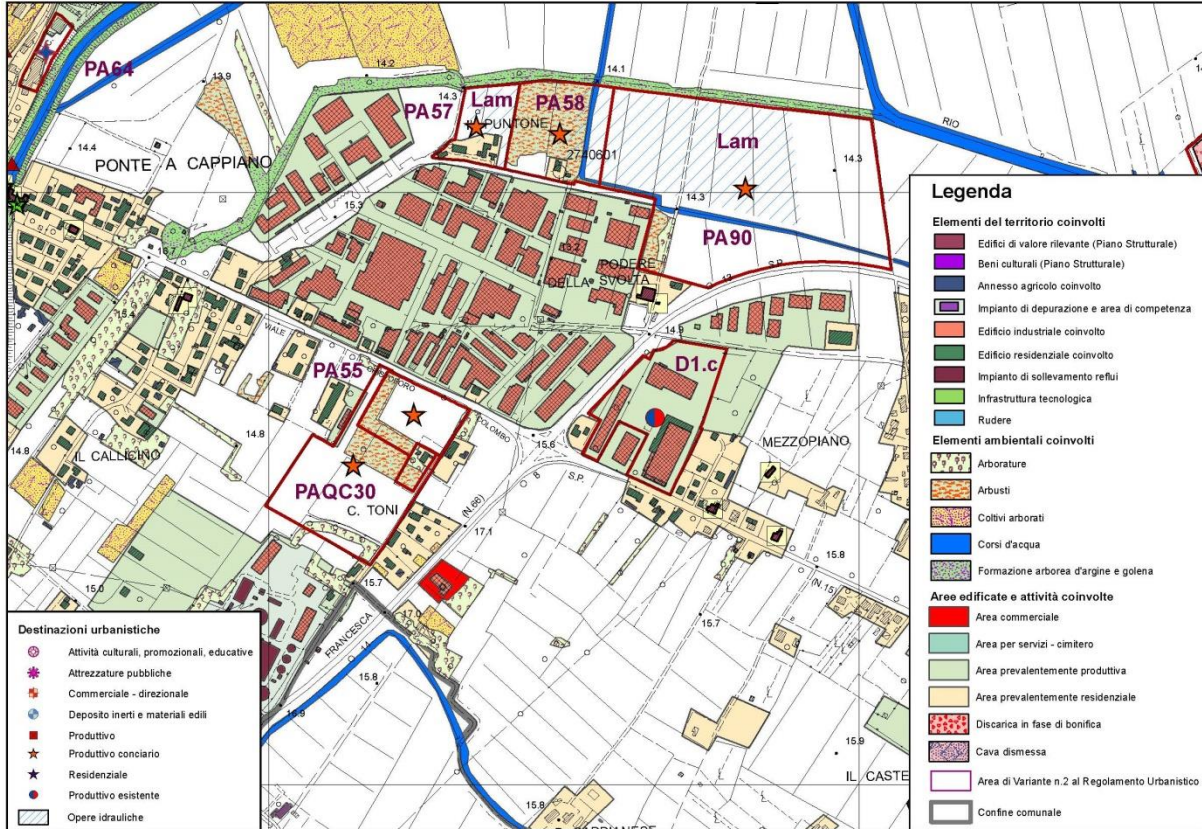 PA64
13.9
14.2
14.1
14.3
PA57
Lam
PUNTONE
PA58
2740601
RIO
Lam
14.3
14.3
14.4
PONTE A CAPPIANO
15.3
13.2
PODERE
DELLA SVOLTA
PA90
S.P.
15.4
VIALE
14.9
PA55
COLOMBO
D1.c
14.8
14.8
IL CALLICINO
15.6
MEZZOPIANO
S.P.
8
PAQC30
C. TONI
(N.66)
17.1
15.8
15.0
15.7
(N.15)
17.0
15.7
FRANCESCA
14
15.8
16.9
15.9
IL CASTE
15.8
Legenda
Elementi del territorio coinvolti
Edifici di valore rilevante (Piano Strutturale)
Beni culturali (Piano Strutturale)
Annesso agricolo coinvolto
Impianto di depurazione e area di competenza
Edificio industriale coinvolto
Edificio residenziale coinvolto
Impianto di sollevamento reflui
Infrastruttura tecnologica
Rudere
Elementi ambientali coinvolti
Arborature
Arbusti
Coltivi arborati
Corsi d'acqua
Formazione arborea d'argine e golena
Aree edificate e attività coinvolte
Area commerciale
Area per servizi - cimitero
Area prevalentemente produttiva
Area prevalentemente residenziale
Discarica in fase di bonifica
Cava dismessa
Area di Variante n.2 al Regolamento Urbanistico
Confine comunale
Destinazioni urbanistiche
Attività culturali, promozionali, educative
Attrezzature pubbliche
Commerciale - direzionale
Deposito inerti e materiali edili
Produttivo
Produttivo conciario
Residenziale
Produttivo esistente
Opere idrauliche